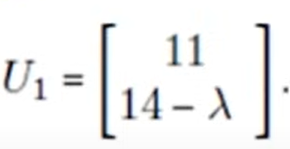 U₁ = [ 11
14 − λ ].